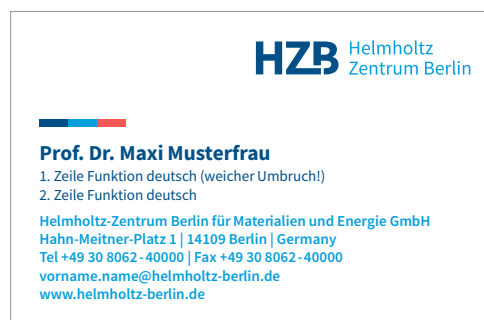 HZB Helmholtz
Zentrum Berlin
Prof. Dr. Maxi Musterfrau
1. Zeile Funktion deutsch (weicher Umbruch!)
2. Zeile Funktion deutsch
Helmholtz-Zentrum Berlin für Materialien und Energie GmbH
Hahn-Meitner-Platz 1 | 14109 Berlin | Germany
Tel +49 30 8062-40000 | Fax +49 30 8062-40000
vorname.name@helmholtz-berlin.de
www.helmholtz-berlin.de